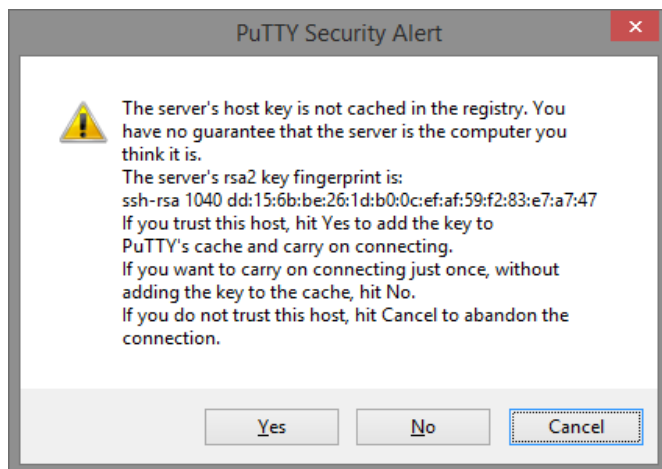 PuTTY Security Alert
The server's host key is not cached in the registry. You
have no guarantee that the server is the computer you
think it is.
The server's rsa2 key fingerprint is:
ssh-rsa 1040 dd:15:6b:be:26:1d:b0:0c:ef:af:59:f2:83:e7:a7:47
If you trust this host, hit Yes to add the key to
PuTTY's cache and carry on connecting.
If you want to carry on connecting just once, without
adding the key to the cache, hit No.
If you do not trust this host, hit Cancel to abandon the
connection.
Yes No Cancel